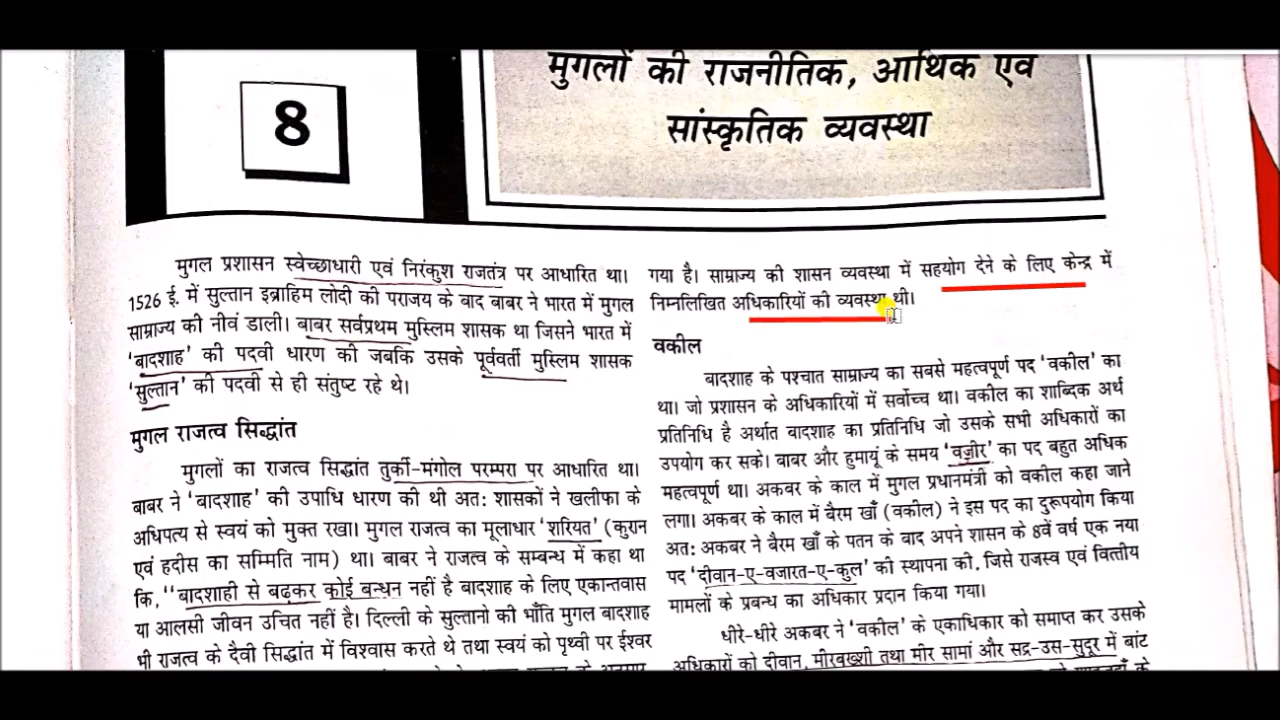 8
मुगलों की राजनीतिक, आर्थिक एवं
सांस्कृतिक व्यवस्था
मुगल प्रशासन स्वेच्छाधारी एवं निरंकुश राजतंत्र पर आधारित था।
1526 ई. में सुल्तान इब्राहिम लोदी की पराजय के बाद बाबर ने भारत में मुगल
साम्राज्य की नीवं डाली। बाबर सर्वप्रथम मुस्लिम शासक था जिसने भारत में
'बादशाह' की पदवी धारण की जबकि उसके पूर्ववर्ती मुस्लिम शासक
'सुल्तान' की पदवी से ही संतुष्ट रहे थे।
मुगल राजत्व सिद्धांत
मुगलों का राजत्व सिद्धांत तुर्की-मंगोल परम्परा पर आधारित था।
बाबर ने 'बादशाह' की उपाधि धारण की थी अतः शासकों ने खलीफा के
अधिपत्य से स्वयं को मुक्त रखा। मुगल राजत्व का मूलाधार 'शरियत' (कुरान
एवं हदीस का सम्मिति नाम) था। बाबर ने राजत्व के सम्बन्ध में कहा था
कि, ''बादशाही से बढ़कर कोई बन्धन नहीं है बादशाह के लिए एकान्तवास
या आलसी जीवन उचित नहीं है। दिल्ली के सुल्तानो की भाँति मुगल बादशाह
भी राजत्व के दैवी सिद्धांत में विश्वास करते थे तथा स्वयं को पृथ्वी पर ईश्वर
गया है। साम्राज्य की शासन व्यवस्था में सहयोग देने के लिए केन्द्र में
निम्नलिखित अधिकारियों की व्यवस्था थी।
वकील
बादशाह के पश्चात साम्राज्य का सबसे महत्वपूर्ण पद 'वकील' का
था। जो प्रशासन के अधिकारियों में सर्वोच्च था। वकील का शाब्दिक अर्थ
प्रतिनिधि है अर्थात बादशाह का प्रतिनिधि जो उसके सभी अधिकारों का
उपयोग कर सके। बाबर और हुमायूं के समय 'वज़ीर' का पद बहुत अधिक
महत्वपूर्ण था। अकबर के काल में मुगल प्रधानमंत्री को वकील कहा जाने
लगा। अकबर के काल में बैरम खाँ (वकील) ने इस पद का दुरूपयोग किया
अतः अकबर ने बैरम खाँ के पतन के बाद अपने शासन के 8वें वर्ष एक नया
पद 'दीवान-ए-वजारत-ए-कुल' की स्थापना की, जिसे राजस्व एवं वित्तीय
मामलों के प्रबन्ध का अधिकार प्रदान किया गया।
धीरे-धीरे अकबर ने 'वकील' के एकाधिकार को समाप्त कर उसके
अधिकारों को दीवान, मीरबख्शी तथा मीर सामां और सद्र-उस-सुदूर में बांट